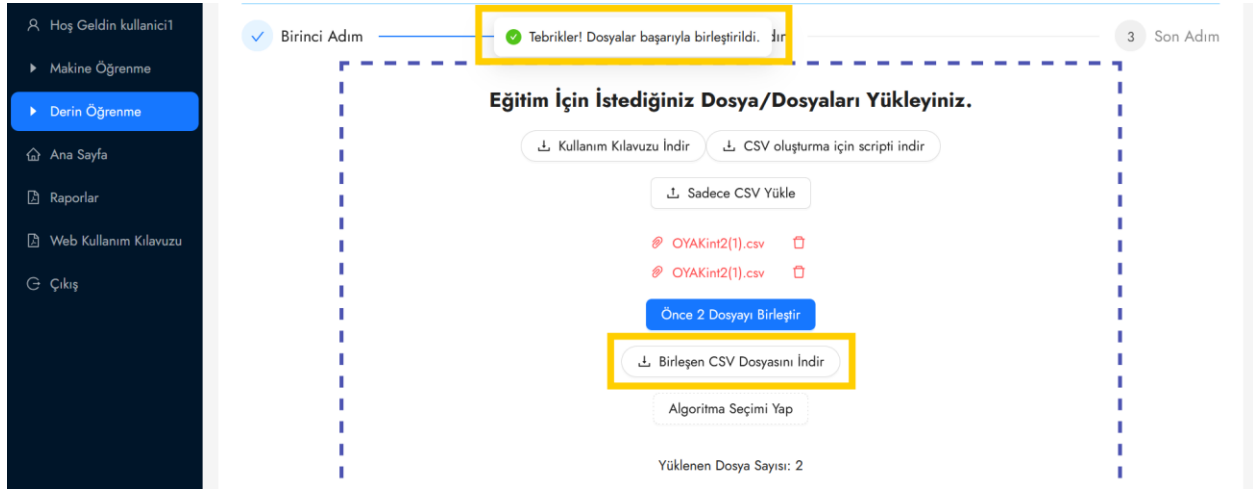 Hoş Geldin kullanici1
Makine Öğrenme
Derin Öğrenme
Ana Sayfa
Raporlar
Web Kullanım Kılavuzu
Çıkış
Birinci Adım
Tebrikler! Dosyalar başarıyla birleştirildi.
3 Son Adım
Eğitim İçin İstediğiniz Dosya/Dosyaları Yükleyiniz.
Kullanım Kılavuzu İndir
CSV oluşturma için scripti indir
Sadece CSV Yükle
OYAKint2(1).csv
OYAKint2(1).csv
Önce 2 Dosyayı Birleştir
Birleşen CSV Dosyasını İndir
Algoritma Seçimi Yap
Yüklenen Dosya Sayısı: 2